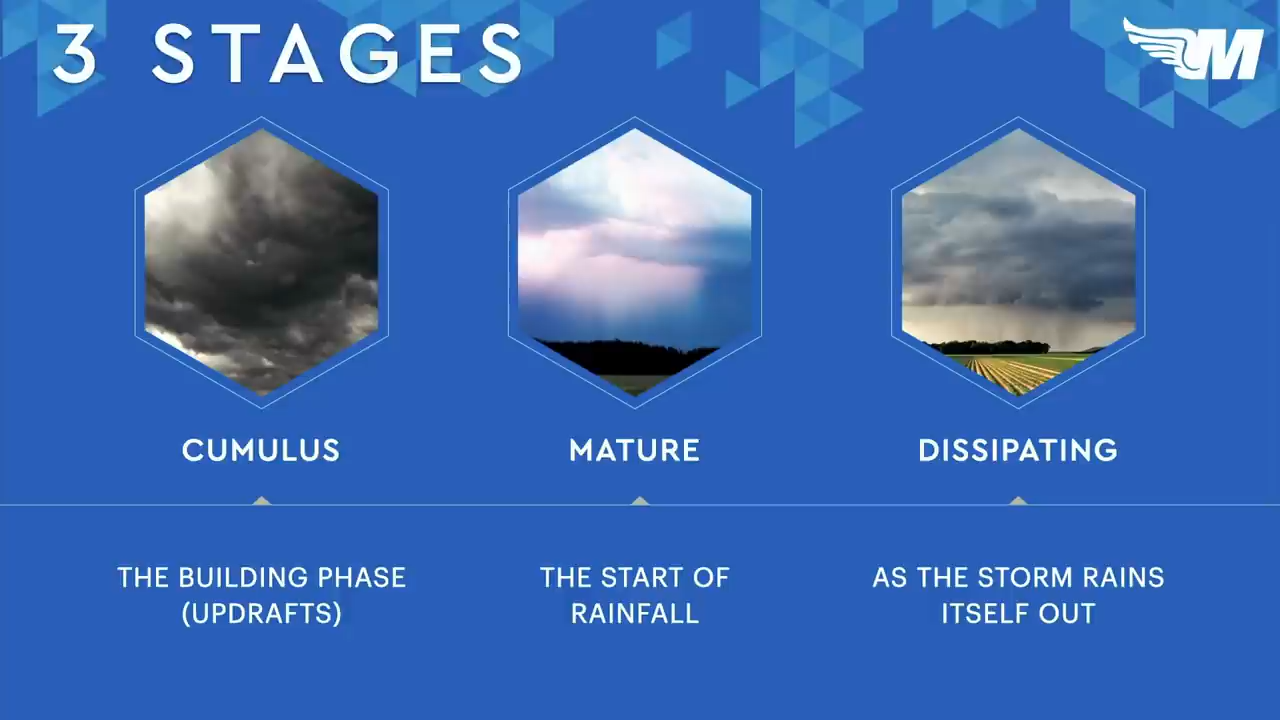 3 STAGES
M
CUMULUS
MATURE
DISSIPATING
THE BUILDING PHASE
(UPDRAFTS)
THE START OF
RAINFALL
AS THE STORM RAINS
ITSELF OUT